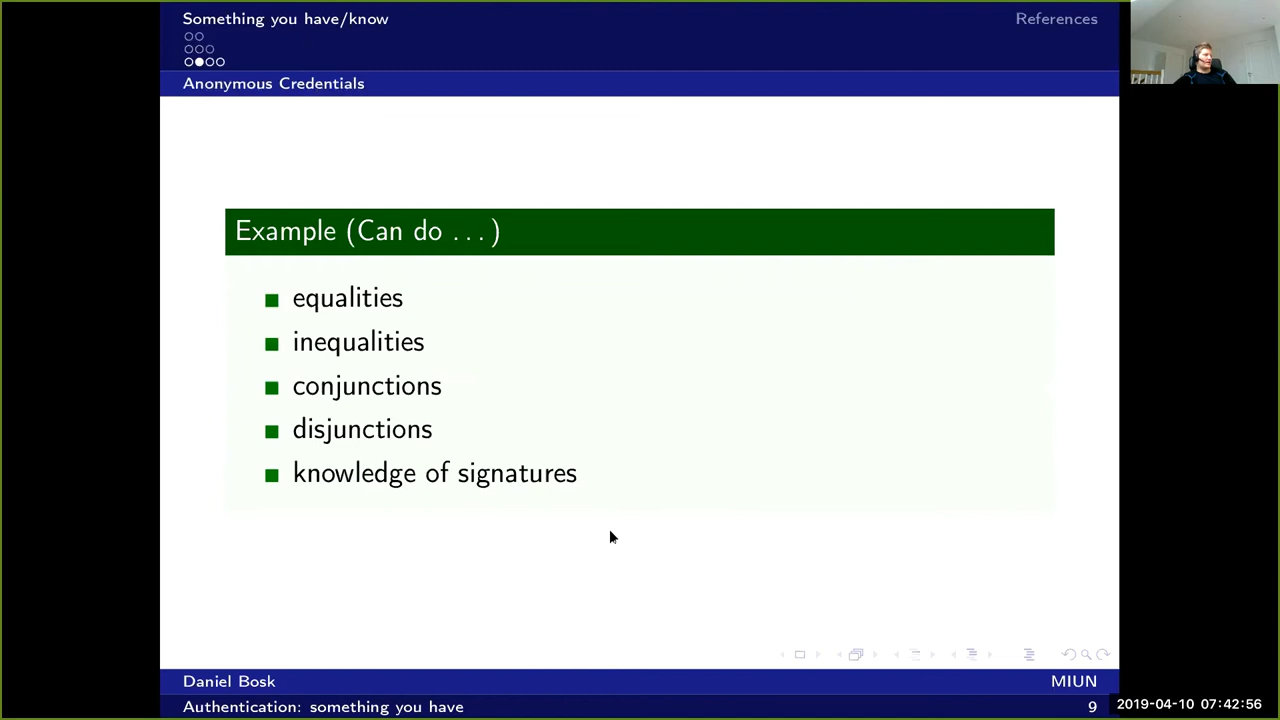 Something you have/know
References
Anonymous Credentials
Example (Can do ...)
equalities
inequalities
conjunctions
disjunctions
knowledge of signatures
Daniel Bosk
MIUN
Authentication: something you have
9
2019-04-10 07:42:56